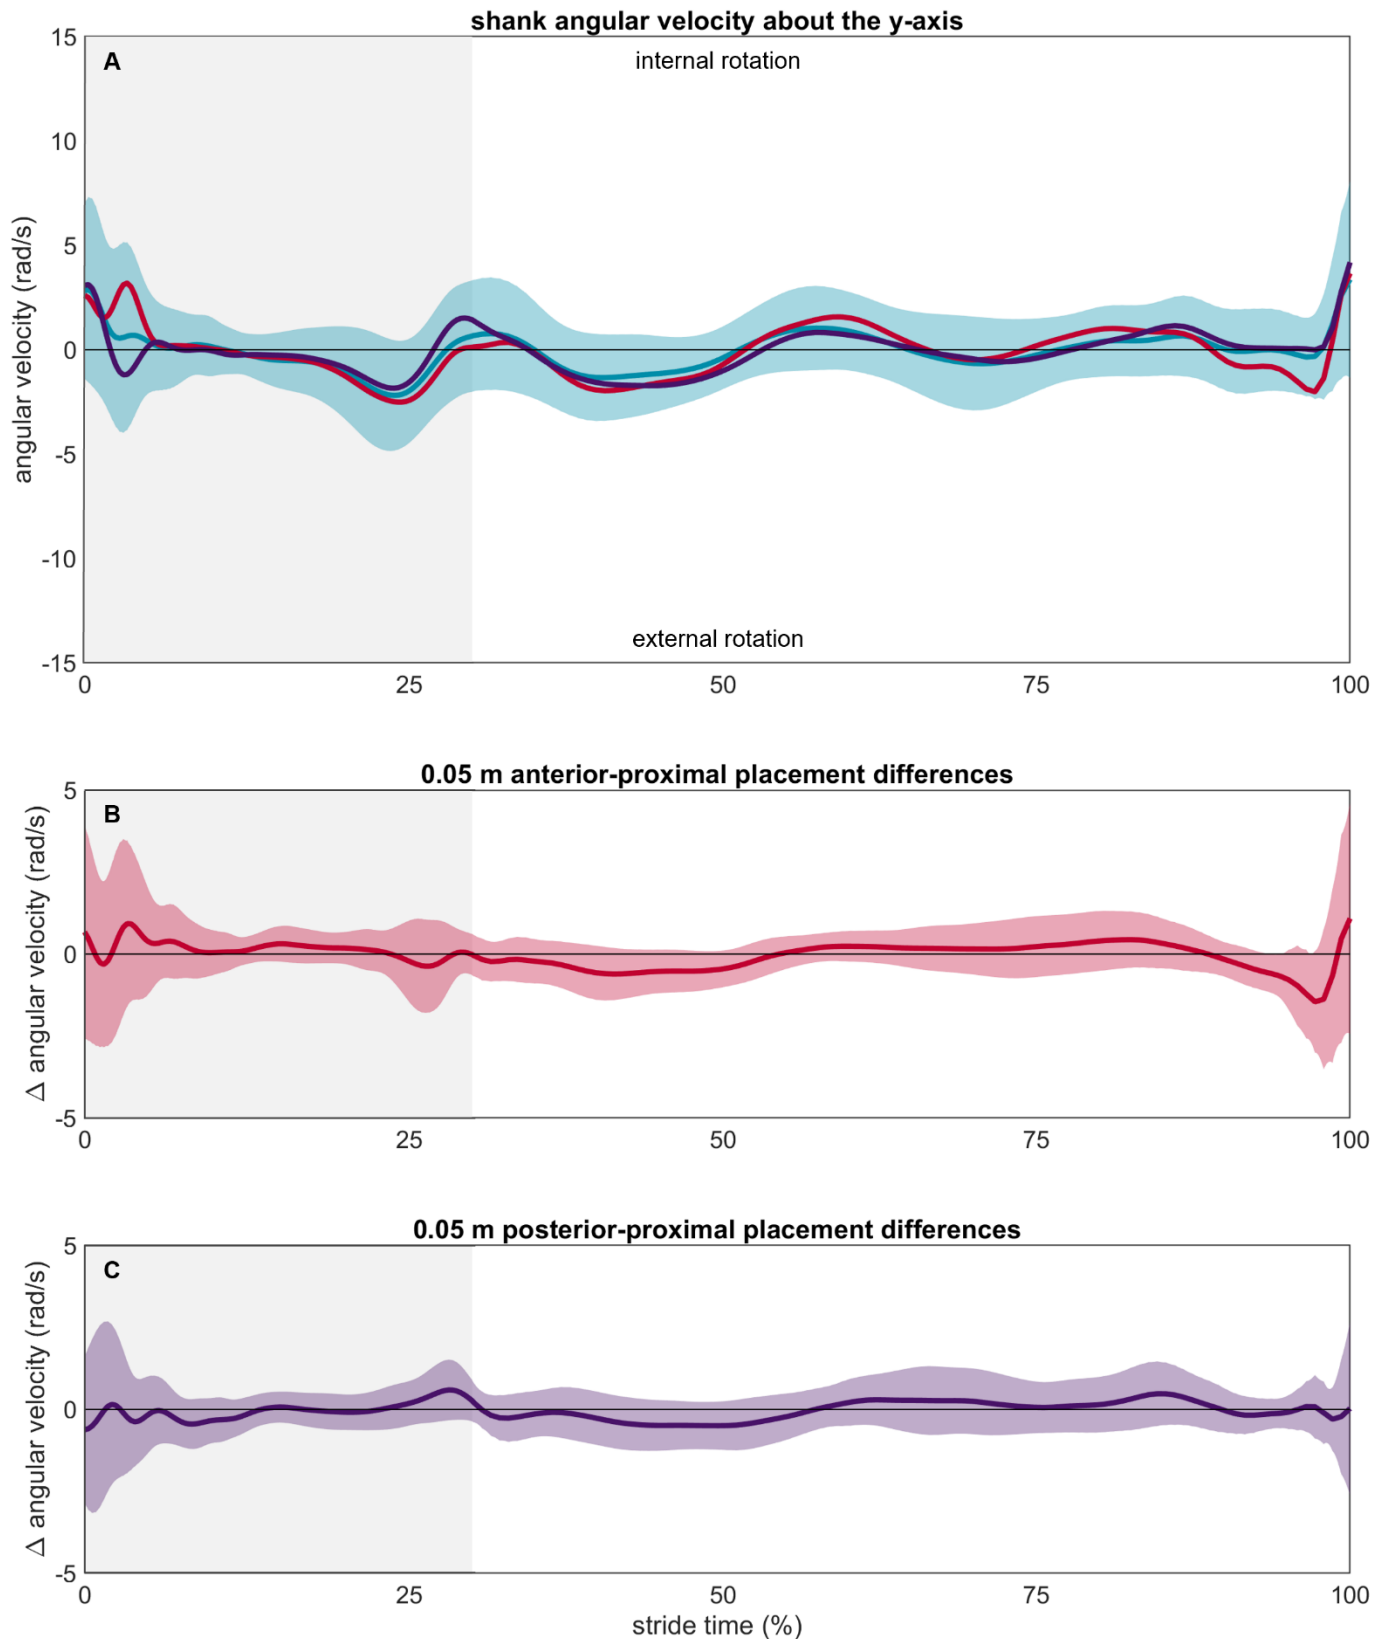 shank angular velocity about the y-axis
A
internal rotation
15
10
5
0
-5
-10
-15
angular velocity (rad/s)
external rotation
0 25 50 75 100
0.05 m anterior-proximal placement differences
B
5
0
-5
Δ angular velocity (rad/s)
0 25 50 75 100
0.05 m posterior-proximal placement differences
C
5
0
-5
Δ angular velocity (rad/s)
0 25 50 75 100
stride time (%)